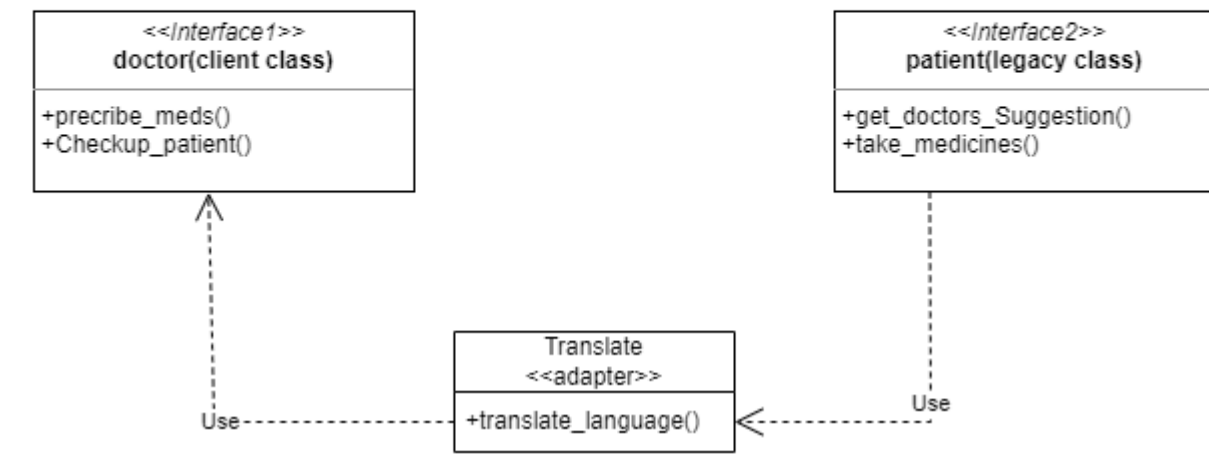 <<Interface1>>
doctor(client class)
+precribe_meds()
+Checkup_patient()
<<Interface2>>
patient(legacy class)
+get_doctors_Suggestion()
+take_medicines()
Translate
<<adapter>>
+translate_language()
Use
Use